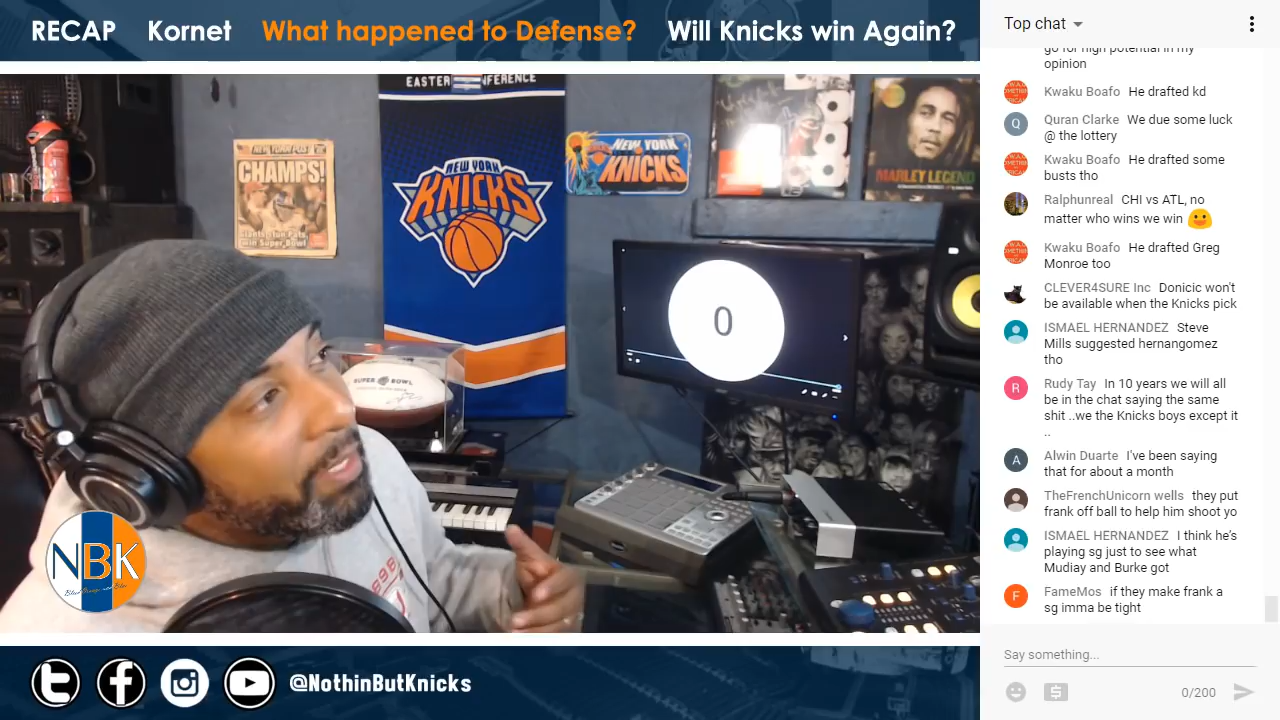 RECAP Kornet What happened to Defense? Will Knicks win Again?
EASTER NFERENCE
NEW YORK POST
CHAMPS!
Giants stun Pats,
win Super Bowl
NEW YORK
KNICKS
NEW YORK
KNICKS
MARLEY LEGEND
0
SUPER BOWL
NBK
@NothinButKnicks
Top chat
go for high potential in my
opinion
Kwaku Boafo He drafted kd
Quran Clarke We due some luck
@ the lottery
Kwaku Boafo He drafted some
busts tho
Ralphunreal CHI vs ATL, no
matter who wins we win
Kwaku Boafo He drafted Greg
Monroe too
CLEVER4SURE Inc Donicic won't
be available when the Knicks pick
ISMAEL HERNANDEZ Steve
Mills suggested hernangomez
tho
Rudy Tay in 10 years we will all
be in the chat saying the same
shit ..we the Knicks boys except it
..
Alwin Duarte I've been saying
that for about a month
TheFrenchUnicorn wells they put
frank off ball to help him shoot yo
ISMAEL HERNANDEZ I think he's
playing sg just to see what
Mudiay and Burke got
FameMos if they make frank a
sg imma be tight
Say something...
0/200